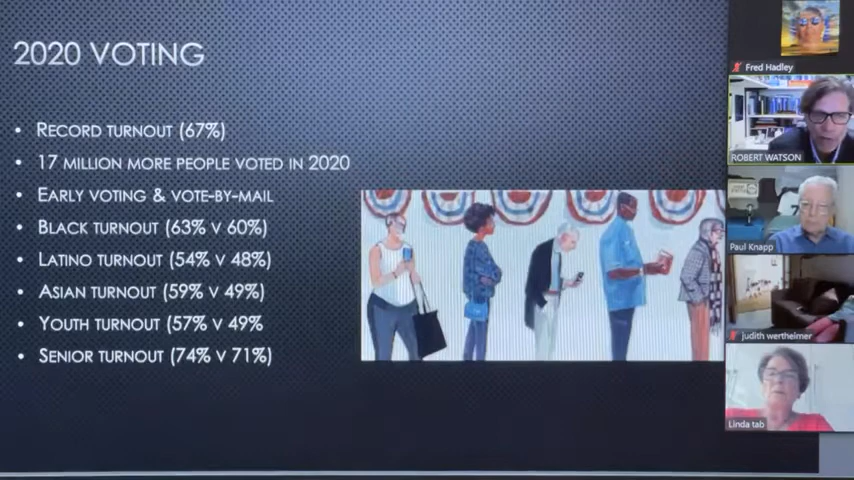 2020 VOTING
• RECORD TURNOUT (67%)
• 17 MILLION MORE PEOPLE VOTED IN 2020
• EARLY VOTING & VOTE-BY-MAIL
• BLACK TURNOUT (63% V 60%)
• LATINO TURNOUT (54% V 48%)
• ASIAN TURNOUT (59% V 49%)
• YOUTH TURNOUT (57% V 49%
• SENIOR TURNOUT (74% V 71%)
Fred Hadley
ROBERT WATSON
Paul Knapp
judith wertheimer
Linda tab